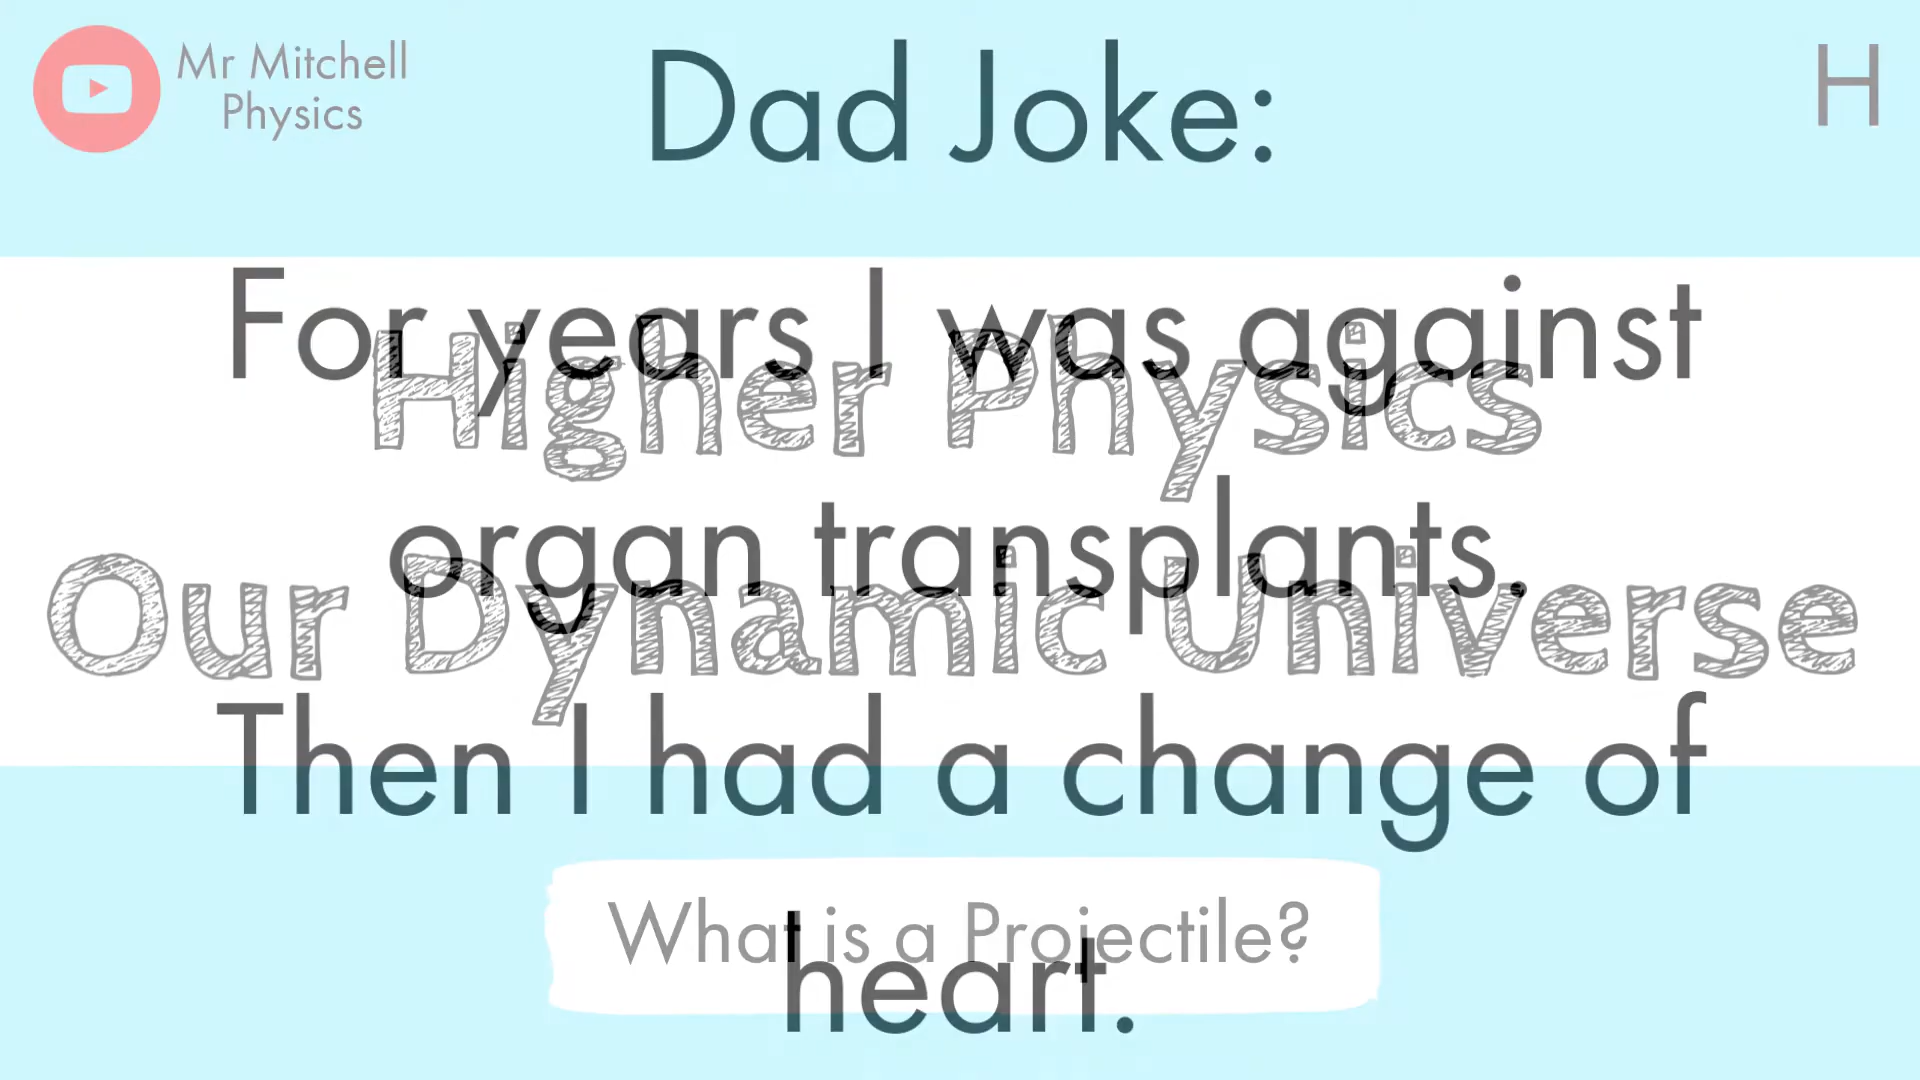 Mr Mitchell
Physics
Dad Joke:
H
For years I was against
Higher Physics
organ transplants.
Our Dynamic Universe
Then I had a change of
What is a Projectile?
heart.